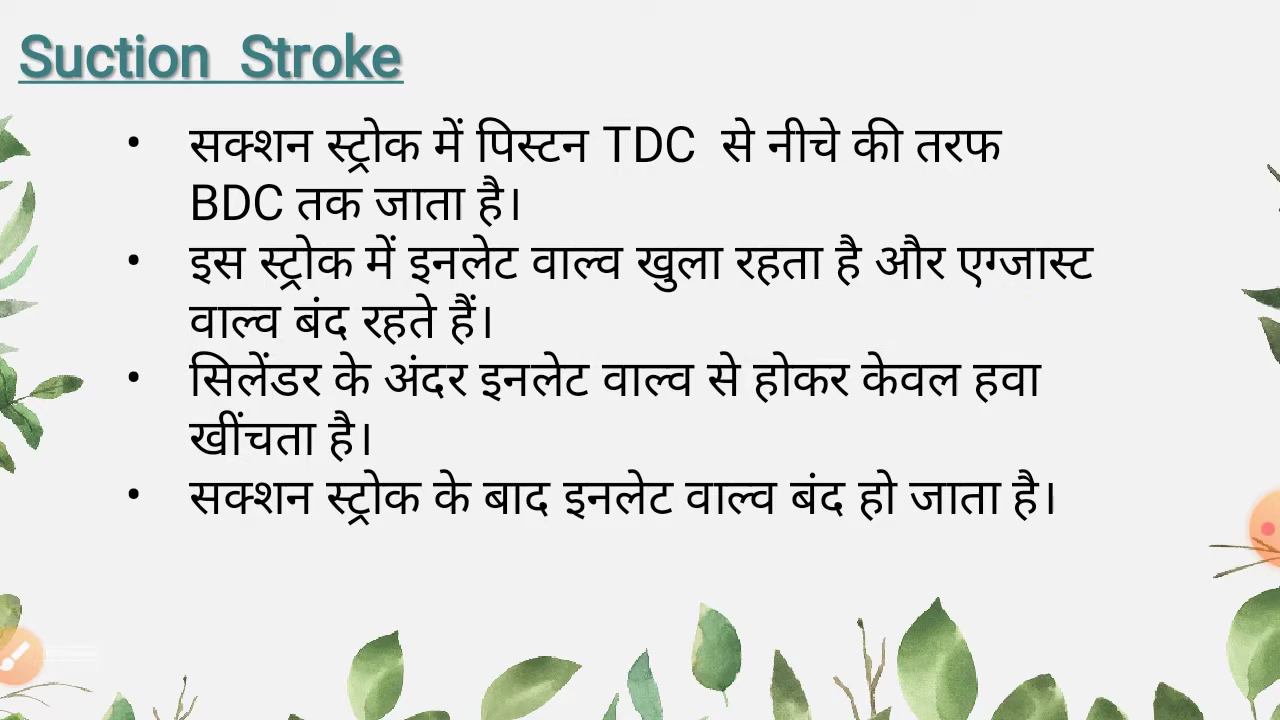 Suction Stroke
• सक्शन स्ट्रोक में पिस्टन TDC से नीचे की तरफ
BDC तक जाता है।
• इस स्ट्रोक में इनलेट वाल्व खुला रहता है और एग्जास्ट
वाल्व बंद रहते हैं।
• सिलेंडर के अंदर इनलेट वाल्व से होकर केवल हवा
खींचता है।
• सक्शन स्ट्रोक के बाद इनलेट वाल्व बंद हो जाता है।